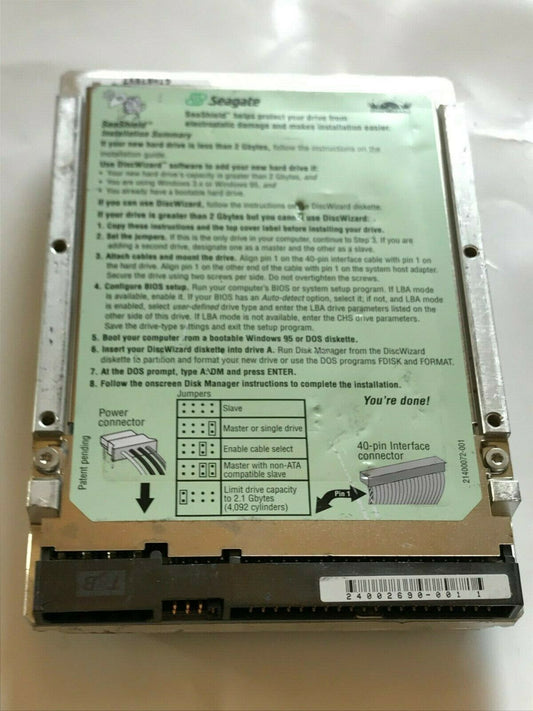 Seagate
SeaShield™ helps protect your drive from
electrostatic damage and makes installation easier.
SeaShield™
Installation Summary
If your new hard drive is less than 2 Gbytes, follow the instructions on the
installation guide.
Use DiscWizard™ software to add your new hard drive if:
• Your new hard drive's capacity is greater than 2 Gbytes, and
• You are using Windows 3.x or Windows 95, and
• You already have a bootable hard drive.
If you can use DiscWizard, follow the instructions on the DiscWizard diskette.
If your drive is greater than 2 Gbytes but you cannot use DiscWizard:
1. Copy these instructions and the top cover label before installing your drive.
2. Set the jumpers. If this is the only drive in your computer, continue to Step 3. If you are
adding a second drive, designate one as a master and the other as a slave.
3. Attach cables and mount the drive. Align pin 1 on the 40-pin interface cable with pin 1 on
the hard drive. Align pin 1 on the other end of the cable with pin 1 on the system host adapter.
Secure the drive using two screws per side. Do not overtighten the screws.
4. Configure BIOS setup. Run your computer's BIOS or system setup program. If LBA mode
is available, enable it. If your BIOS has an Auto-detect option, select it; if not, and LBA mode
is enabled, select user-defined drive type and enter the LBA drive parameters listed on the
other side of this drive. If LBA mode is not available, enter the CHS drive parameters.
Save the drive-type settings and exit the setup program.
5. Boot your computer from a bootable Windows 95 or DOS diskette.
6. Insert your DiscWizard diskette into drive A. Run Disk Manager from the DiscWizard
diskette to partition and format your new drive or use the DOS programs FDISK and FORMAT.
7. At the DOS prompt, type A:\DM and press ENTER.
8. Follow the onscreen Disk Manager instructions to complete the installation.
You're done!
Jumpers
Slave
Master or single drive
Enable cable select
Master with non-ATA
compatible slave
Limit drive capacity
to 2.1 Gbytes
(4,092 cylinders)
Power
connector
40-pin Interface
connector
Pin 1
Patent pending
21400072-001
24002690-001 1